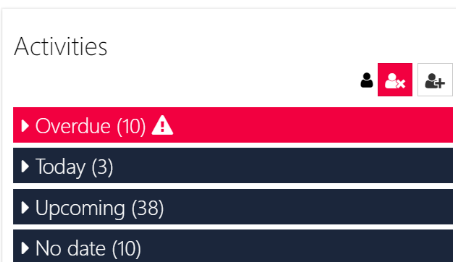 Activities
Overdue (10)
Today (3)
Upcoming (38)
No date (10)